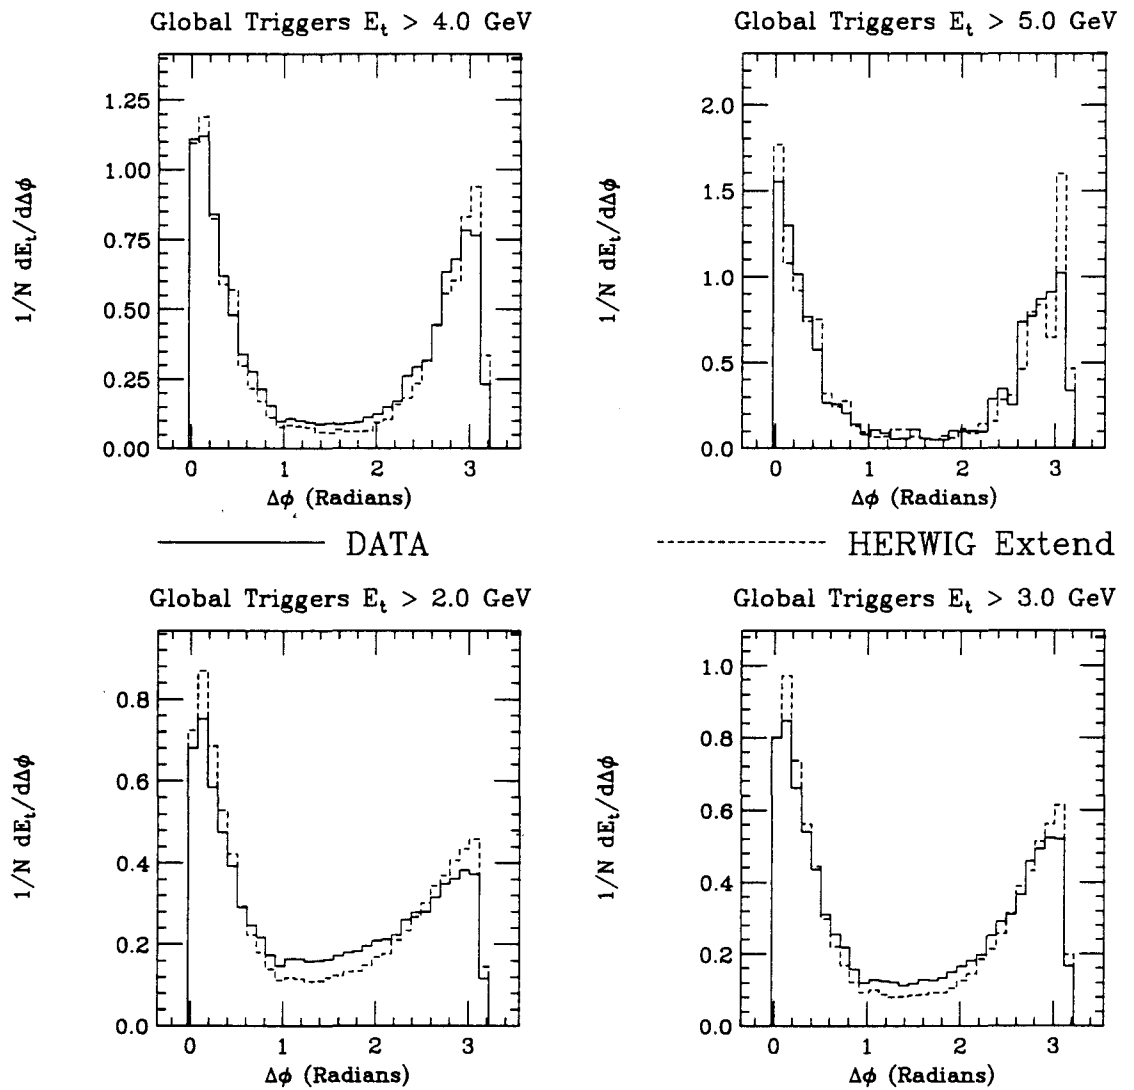 Global Triggers E_t > 4.0 GeV
1/N dE_t/dΔϕ
1.25
1.00
0.75
0.50
0.25
0.00
0 1 2 3
Δϕ (Radians)
Global Triggers E_t > 5.0 GeV
1/N dE_t/dΔϕ
2.0
1.5
1.0
0.5
0.0
0 1 2 3
Δϕ (Radians)
DATA
HERWIG Extend
Global Triggers E_t > 2.0 GeV
1/N dE_t/dΔϕ
0.8
0.6
0.4
0.2
0.0
0 1 2 3
Δϕ (Radians)
Global Triggers E_t > 3.0 GeV
1/N dE_t/dΔϕ
1.0
0.8
0.6
0.4
0.2
0.0
0 1 2 3
Δϕ (Radians)